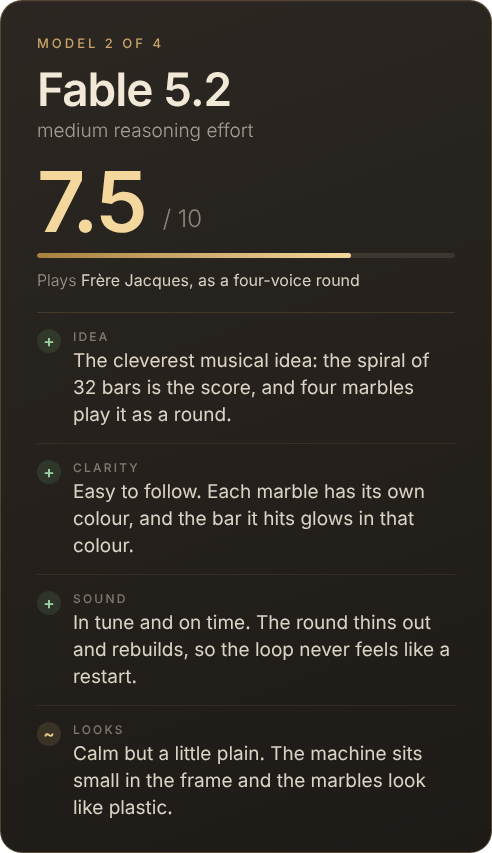 MODEL 2 OF 4
Fable 5.2
medium reasoning effort
7.5 / 10
Plays Frère Jacques, as a four-voice round
+ IDEA
The cleverest musical idea: the spiral of
32 bars is the score, and four marbles
play it as a round.
+ CLARITY
Easy to follow. Each marble has its own
colour, and the bar it hits glows in that
colour.
+ SOUND
In tune and on time. The round thins out
and rebuilds, so the loop never feels like a
restart.
~ LOOKS
Calm but a little plain. The machine sits
small in the frame and the marbles look
like plastic.